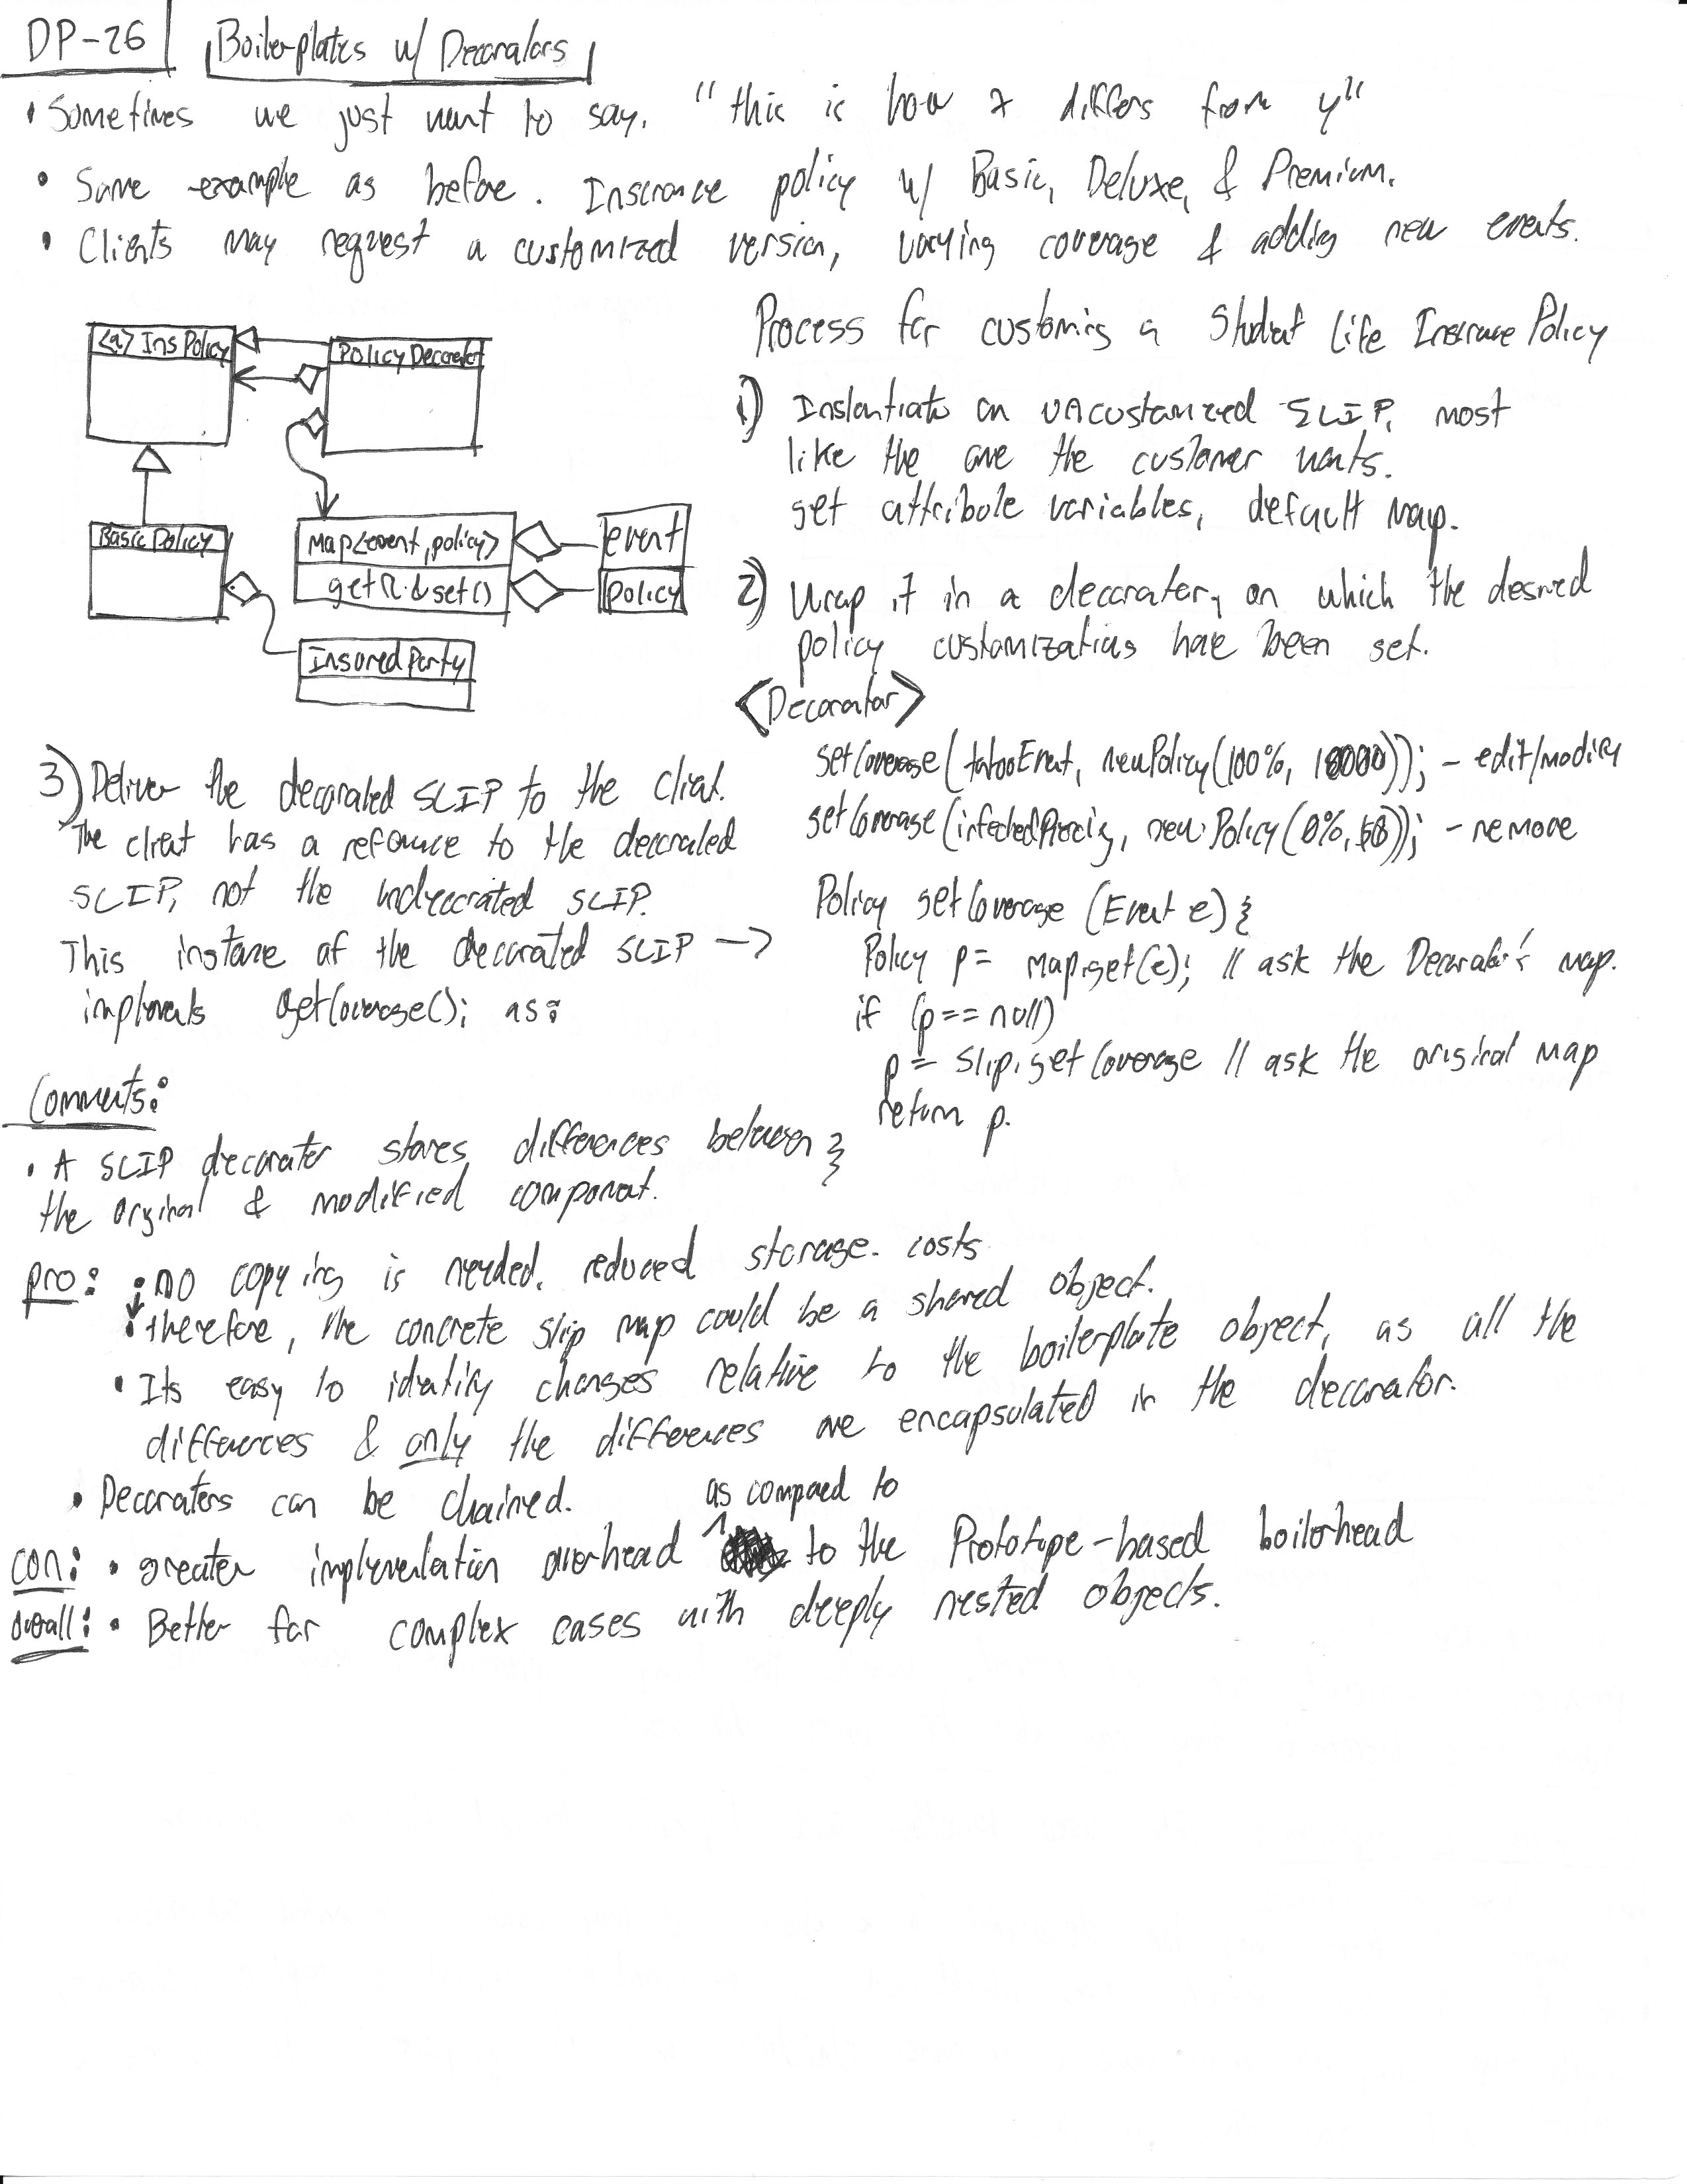 DP-26
Boilerplates w/ Decorators
• Sometimes we just want to say, "this is how x differs from y"
• Same example as before. Insurance policy w/ Basic, Deluxe, & Premium.
• Clients may request a customized version, varying coverage & adding new events.
<a> Ins Policy
Policy Decorator
Basic Policy
Map<event, policy>
get() & set()
event
policy
Insured Party
Process for customing a Student Life Insurance Policy
1) Instantiate an uncustomized SLIP, most
like the one the customer wants.
set attribute variables, default map.
2) Wrap it in a decorator, on which the desired
policy customizations have been set.
<Decorator>
setCoverage(tatooEvent, newPolicy(100%, 10000)); - edit/modify
setCoverage(infectedPiercing, new Policy(0%, $0)); - remove
3) Deliver the decorated SLIP to the client.
The client has a reference to the decorated
SLIP, not the undecorated SLIP.
This instance of the decorated SLIP ->
implements getCoverage(); as:
Policy getCoverage (Event e) {
Policy p = map.get(e); // ask the Decorator's map.
if (p == null)
p = slip.getCoverage // ask the original map
return p.
}
Comments:
• A SLIP decorator stores differences between
the orginal & modified component.
pro: • no copying is needed. reduced storage costs
• therefore, the concrete slip map could be a shared object.
• Its easy to identify changes relative to the boilerplate object, as all the
differences & only the differences are encapsulated in the decorator.
• Decorators can be chained.
as compared to
con: • greater implementation overhead to the Prototype-based boilerhead
overall: • Better for complex cases with deeply nested objects.